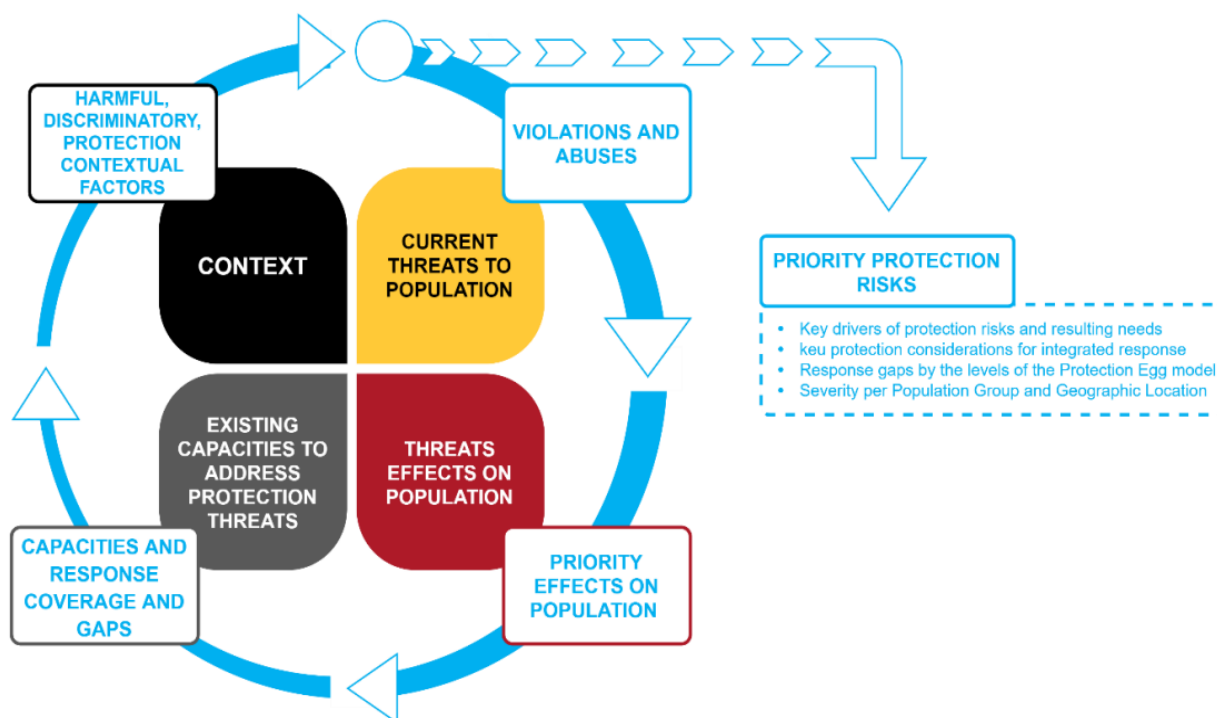 HARMFUL,
DISCRIMINATORY,
PROTECTION
CONTEXTUAL
FACTORS
VIOLATIONS AND
ABUSES
CONTEXT
CURRENT
THREATS TO
POPULATION
PRIORITY PROTECTION
RISKS
• Key drivers of protection risks and resulting needs
• keu protection considerations for integrated response
• Response gaps by the levels of the Protection Egg model
• Severity per Population Group and Geographic Location
EXISTING
CAPACITIES TO
ADDRESS
PROTECTION
THREATS
THREATS
EFFECTS ON
POPULATION
CAPACITIES AND
RESPONSE
COVERAGE AND
GAPS
PRIORITY
EFFECTS ON
POPULATION